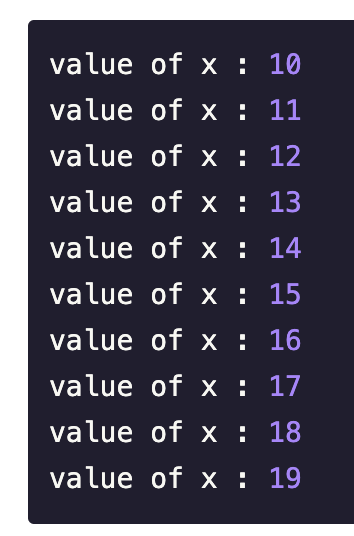 value of x : 10
value of x : 11
value of x : 12
value of x : 13
value of x : 14
value of x : 15
value of x : 16
value of x : 17
value of x : 18
value of x : 19